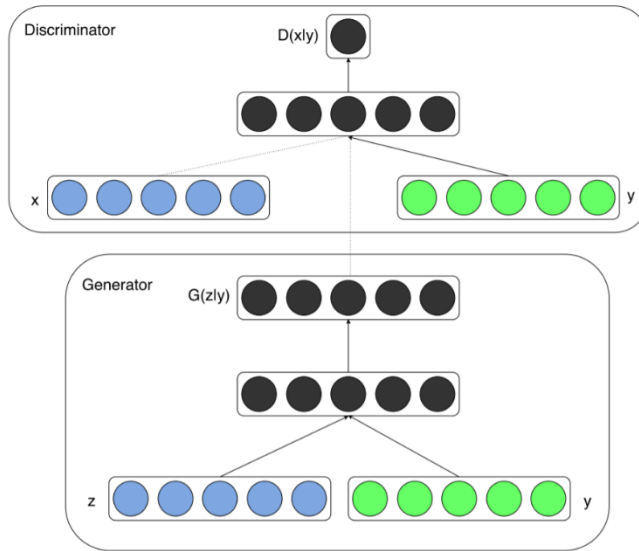 Discriminator
D(x|y)
x
y
Generator
G(z|y)
z
y